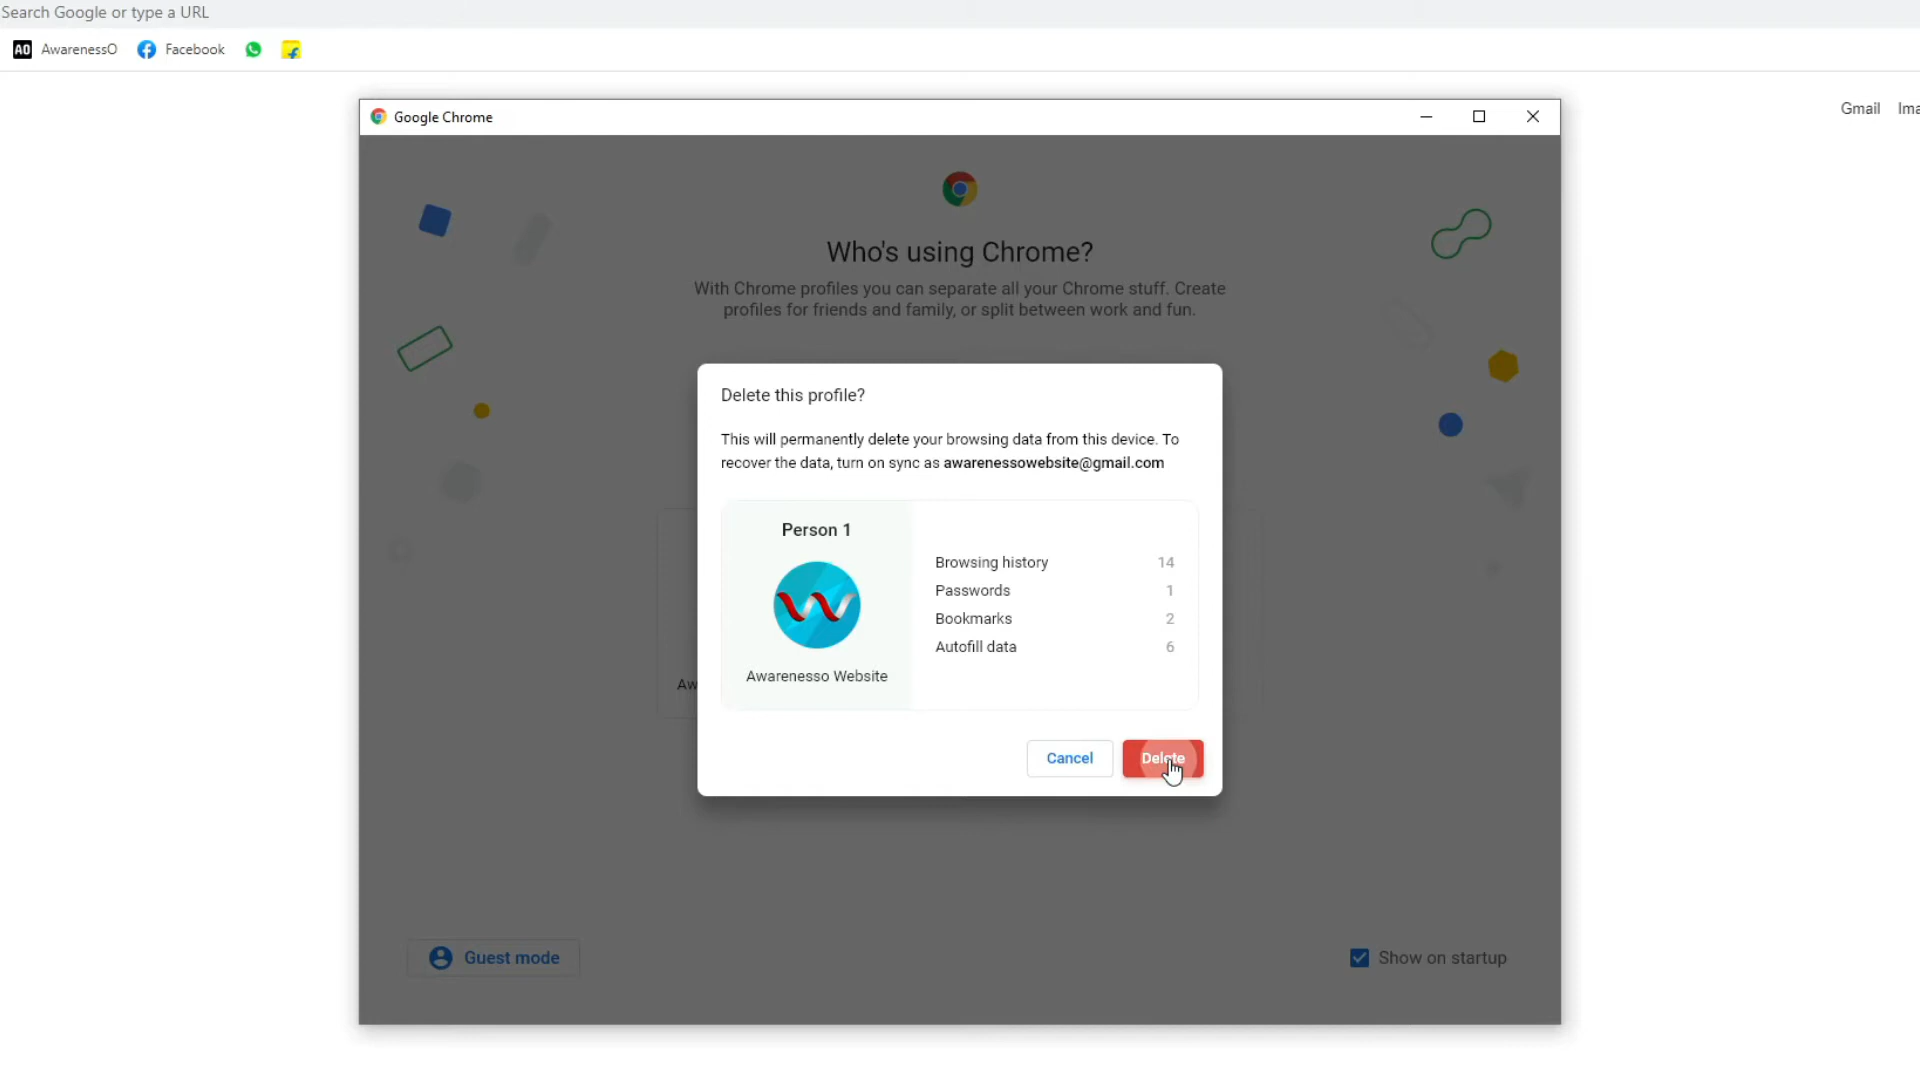 Search Google or type a URL
AO AwarenessO Facebook
Google Chrome
Gmail Ima
Who's using Chrome?
With Chrome profiles you can separate all your Chrome stuff. Create
profiles for friends and family, or split between work and fun.
Delete this profile?
This will permanently delete your browsing data from this device. To
recover the data, turn on sync as awarenessowebsite@gmail.com
Person 1
Browsing history 14
Passwords 1
Bookmarks 2
Autofill data 6
Awarenesso Website
Aw
Cancel Delete
Guest mode
Show on startup